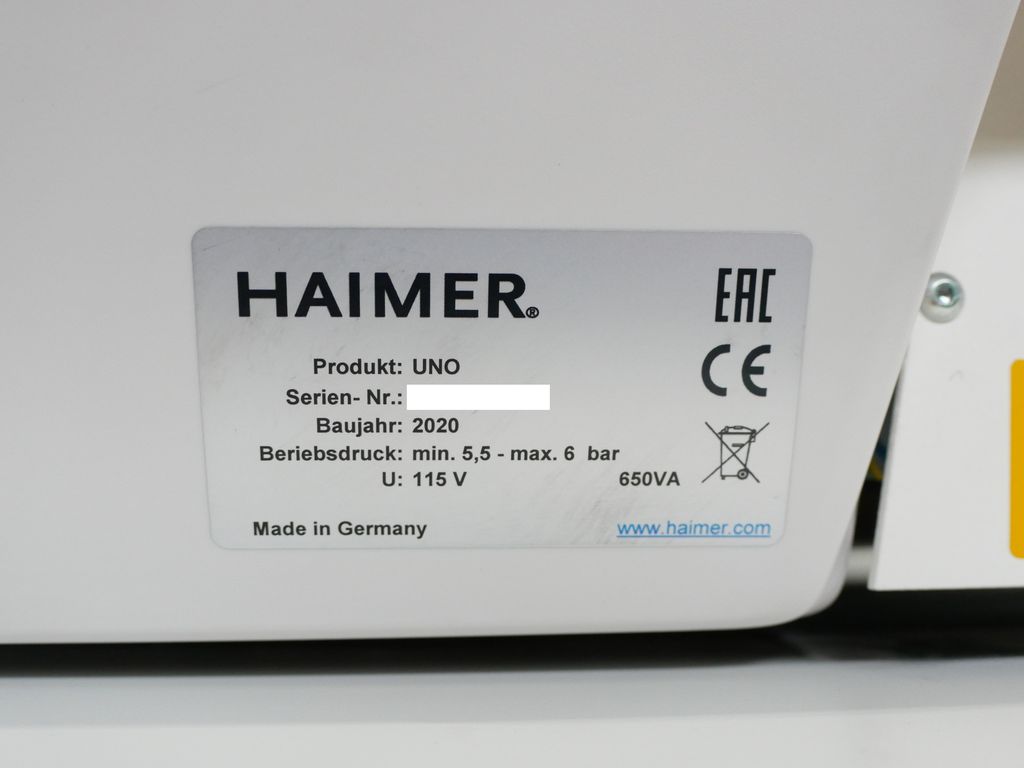 HAIMER®
EAC
CE
Produkt: UNO
Serien- Nr.:
Baujahr: 2020
Beriebsdruck: min. 5,5 - max. 6 bar
U: 115 V 650VA
Made in Germany www.haimer.com